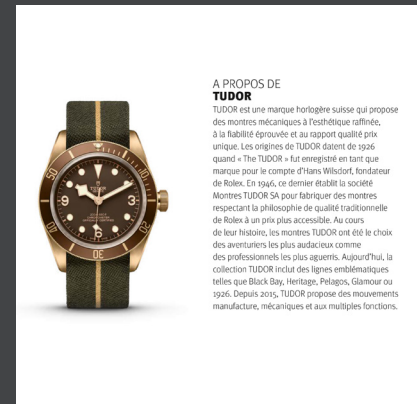 A PROPOS DE
TUDOR
TUDOR est une marque horlogère suisse qui propose
des montres mécaniques à l'esthétique raffinée,
à la fiabilité éprouvée et au rapport qualité prix
unique. Les origines de TUDOR datent de 1926
quand « The TUDOR » fut enregistré en tant que
marque pour le compte d'Hans Wilsdorf, fondateur
de Rolex. En 1946, ce dernier établit la société
Montres TUDOR SA pour fabriquer des montres
respectant la philosophie de qualité traditionnelle
de Rolex à un prix plus accessible. Au cours
de leur histoire, les montres TUDOR ont été le choix
des aventuriers les plus audacieux comme
des professionnels les plus aguerris. Aujourd'hui, la
collection TUDOR inclut des lignes emblématiques
telles que Black Bay, Heritage, Pelagos, Glamour ou
1926. Depuis 2015, TUDOR propose des mouvements
manufacture, mécaniques et aux multiples fonctions.
TUDOR